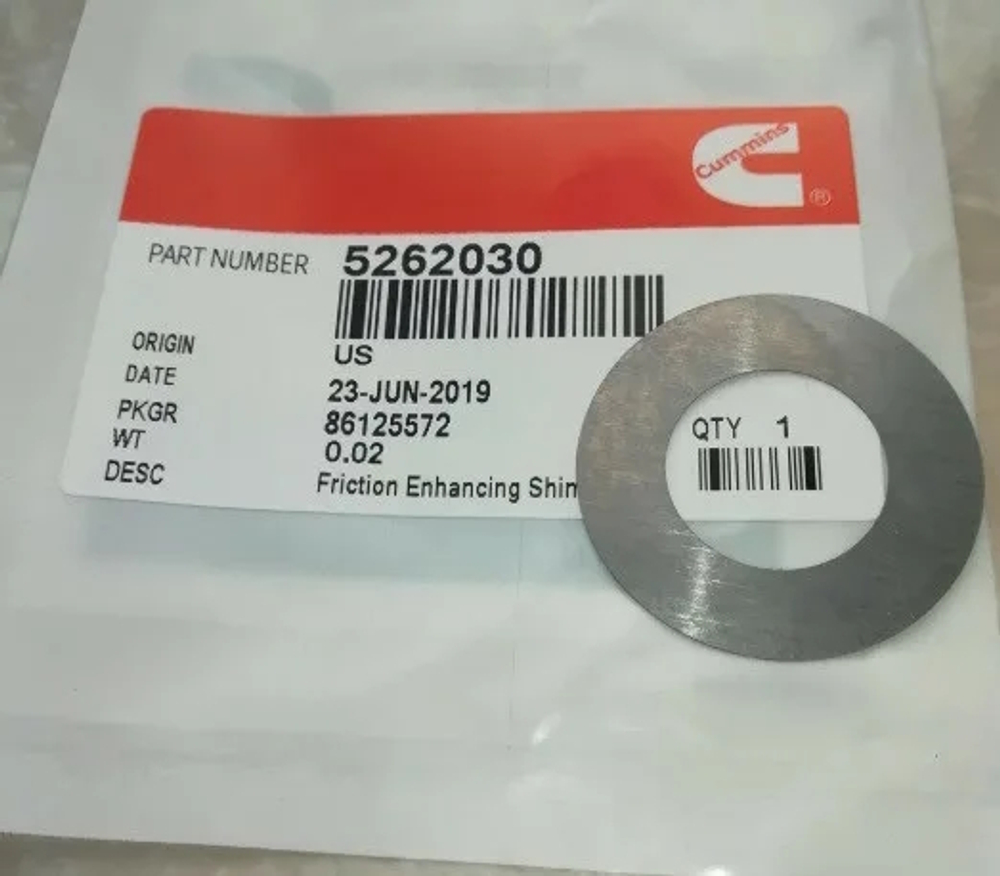 Cummins
®
PART NUMBER 5262030
ORIGIN US
DATE 23-JUN-2019
PKGR 86125572
WT 0.02
DESC Friction Enhancing Shim
QTY 1